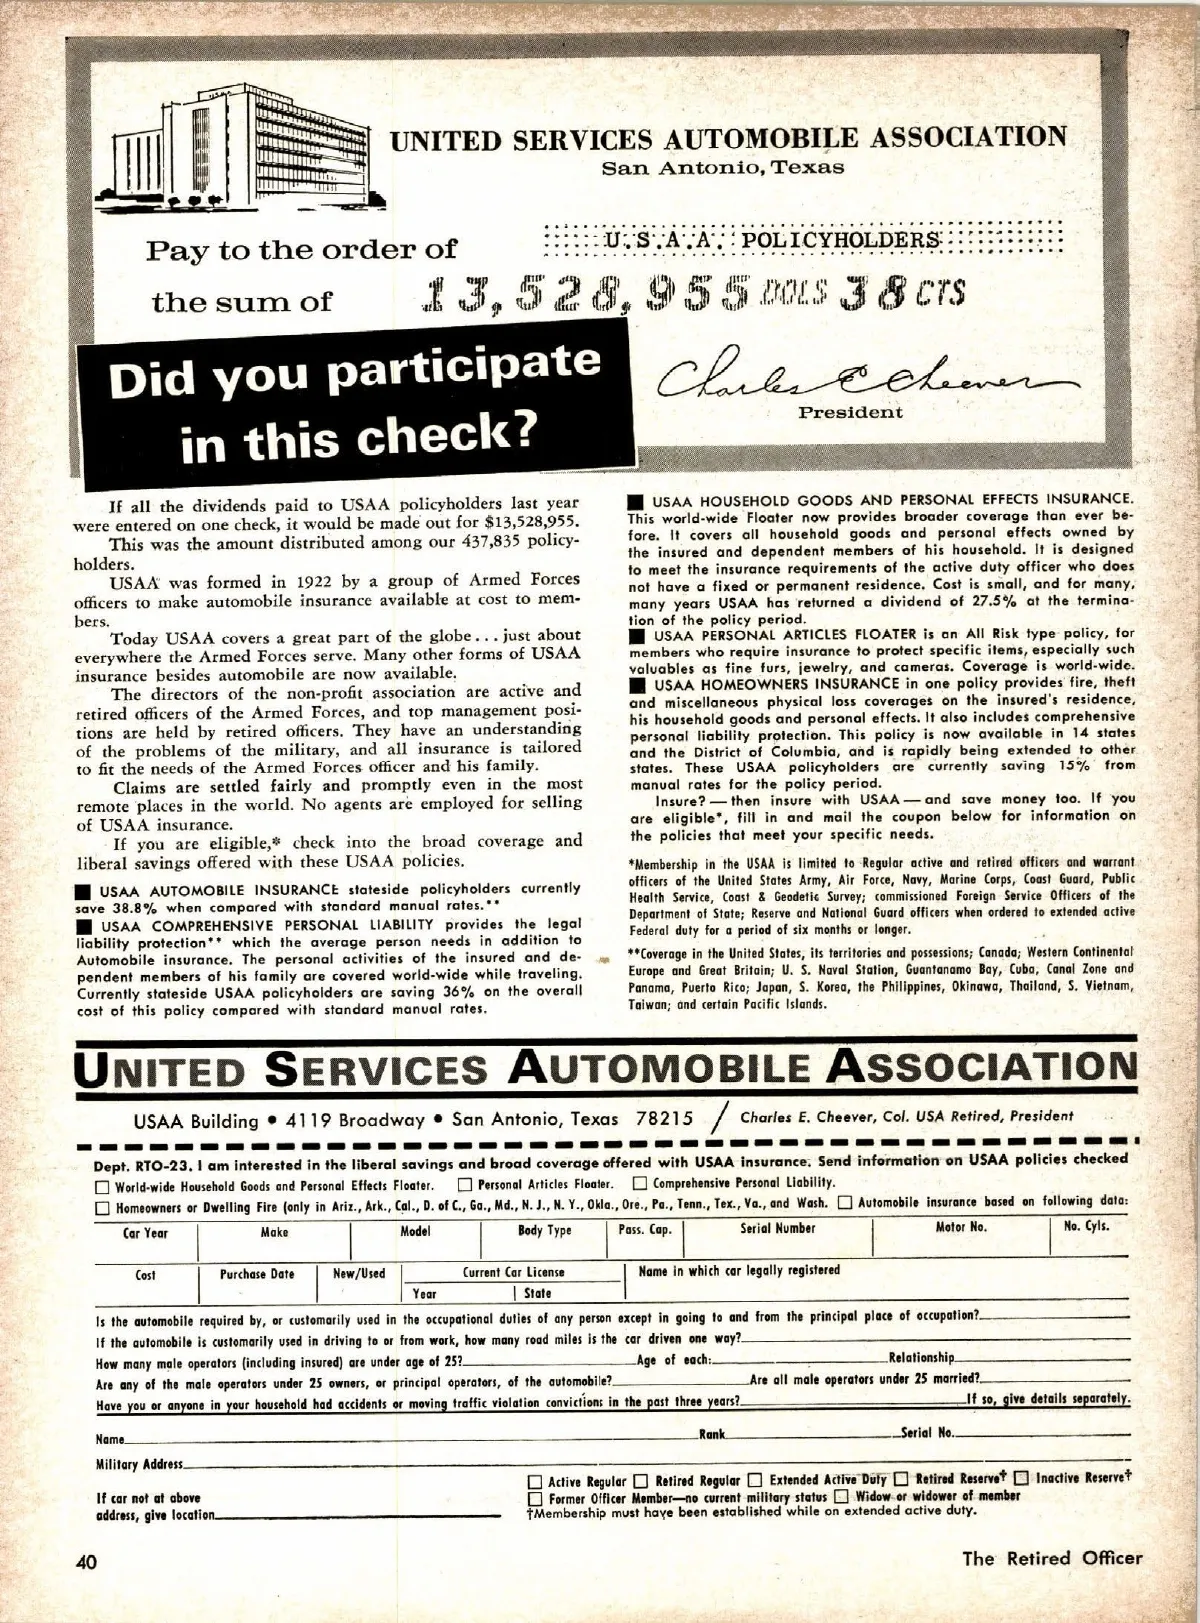 UNITED SERVICES AUTOMOBILE ASSOCIATION
San Antonio, Texas
Pay to the order of
U.S.A.A. POLICYHOLDERS
the sum of
13,528,955 DOLS 38 CTS
Did you participate
in this check?
Charles E Cheever
President
If all the dividends paid to USAA policyholders last year
were entered on one check, it would be made out for $13,528,955.
This was the amount distributed among our 437,835 policy-
holders.
USAA was formed in 1922 by a group of Armed Forces
officers to make automobile insurance available at cost to mem-
bers.
Today USAA covers a great part of the globe . . . just about
everywhere the Armed Forces serve. Many other forms of USAA
insurance besides automobile are now available.
The directors of the non-profit association are active and
retired officers of the Armed Forces, and top management posi-
tions are held by retired officers. They have an understanding
of the problems of the military, and all insurance is tailored
to fit the needs of the Armed Forces officer and his family.
Claims are settled fairly and promptly even in the most
remote places in the world. No agents are employed for selling
of USAA insurance.
If you are eligible,* check into the broad coverage and
liberal savings offered with these USAA policies.
■ USAA AUTOMOBILE INSURANCE stateside policyholders currently
save 38.8% when compared with standard manual rates.**
■ USAA COMPREHENSIVE PERSONAL LIABILITY provides the legal
liability protection** which the average person needs in addition to
Automobile insurance. The personal activities of the insured and de-
pendent members of his family are covered world-wide while traveling.
Currently stateside USAA policyholders are saving 36% on the overall
cost of this policy compared with standard manual rates.
■ USAA HOUSEHOLD GOODS AND PERSONAL EFFECTS INSURANCE.
This world-wide Floater now provides broader coverage than ever be-
fore. It covers all household goods and personal effects owned by
the insured and dependent members of his household. It is designed
to meet the insurance requirements of the active duty officer who does
not have a fixed or permanent residence. Cost is small, and for many,
many years USAA has returned a dividend of 27.5% at the termina-
tion of the policy period.
■ USAA PERSONAL ARTICLES FLOATER is an All Risk type policy, for
members who require insurance to protect specific items, especially such
valuables as fine furs, jewelry, and cameras. Coverage is world-wide.
■ USAA HOMEOWNERS INSURANCE in one policy provides fire, theft
and miscellaneous physical loss coverages on the insured's residence,
his household goods and personal effects. It also includes comprehensive
personal liability protection. This policy is now available in 14 states
and the District of Columbia, and is rapidly being extended to other
states. These USAA policyholders are currently saving 15% from
manual rates for the policy period.
Insure? — then insure with USAA — and save money too. If you
are eligible*, fill in and mail the coupon below for information on
the policies that meet your specific needs.
*Membership in the USAA is limited to Regular active and retired officers and warrant
officers of the United States Army, Air Force, Navy, Marine Corps, Coast Guard, Public
Health Service, Coast & Geodetic Survey; commissioned Foreign Service Officers of the
Department of State; Reserve and National Guard officers when ordered to extended active
Federal duty for a period of six months or longer.
**Coverage in the United States, its territories and possessions; Canada; Western Continental
Europe and Great Britain; U. S. Naval Station, Guantanamo Bay, Cuba, Canal Zone and
Panama, Puerto Rico; Japan, S. Korea, the Philippines, Okinawa, Thailand, S. Vietnam,
Taiwan; and certain Pacific Islands.
UNITED SERVICES AUTOMOBILE ASSOCIATION
USAA Building • 4119 Broadway • San Antonio, Texas 78215 / Charles E. Cheever, Col. USA Retired, President
Dept. RTO-23. I am interested in the liberal savings and broad coverage offered with USAA insurance. Send information on USAA policies checked
☐ World-wide Household Goods and Personal Effects Floater. ☐ Personal Articles Floater. ☐ Comprehensive Personal Liability.
☐ Homeowners or Dwelling Fire (only in Ariz., Ark., Cal., D. of C., Ga., Md., N. J., N. Y., Okla., Ore., Pa., Tenn., Tex., Va., and Wash. ☐ Automobile insurance based on following data:
Car Year Make Model Body Type Pass. Cap. Serial Number Motor No. No. Cyls.
Cost Purchase Date New/Used Current Car License Name in which car legally registered
Year State
Is the automobile required by, or customarily used in the occupational duties of any person except in going to and from the principal place of occupation?
If the automobile is customarily used in driving to or from work, how many road miles is the car driven one way?
How many male operators (including insured) are under age of 25? Age of each: Relationship
Are any of the male operators under 25 owners, or principal operators, of the automobile? Are all male operators under 25 married?
Have you or anyone in your household had accidents or moving traffic violation convictions in the past three years? If so, give details separately.
Name Rank Serial No.
Military Address
☐ Active Regular ☐ Retired Regular ☐ Extended Active Duty ☐ Retired Reserve† ☐ Inactive Reserve†
If car not at above ☐ Former Officer Member—no current military status ☐ Widow or widower of member
address, give location †Membership must have been established while on extended active duty.
40 The Retired Officer